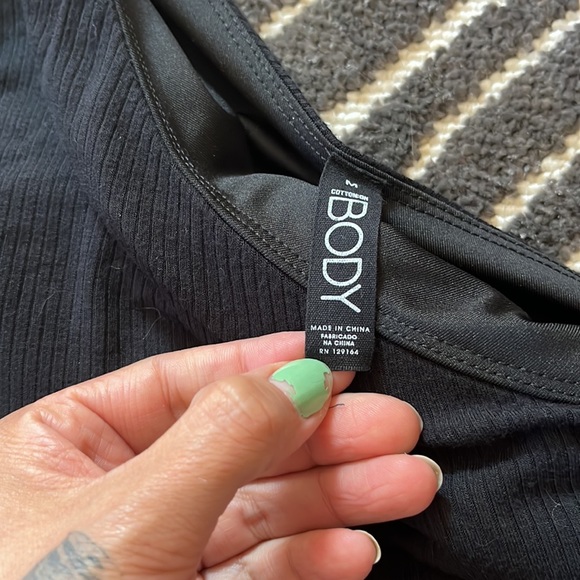 M
COTTON:ON
BODY
MADE IN CHINA
FABRICADO
NA CHINA
RN 129164